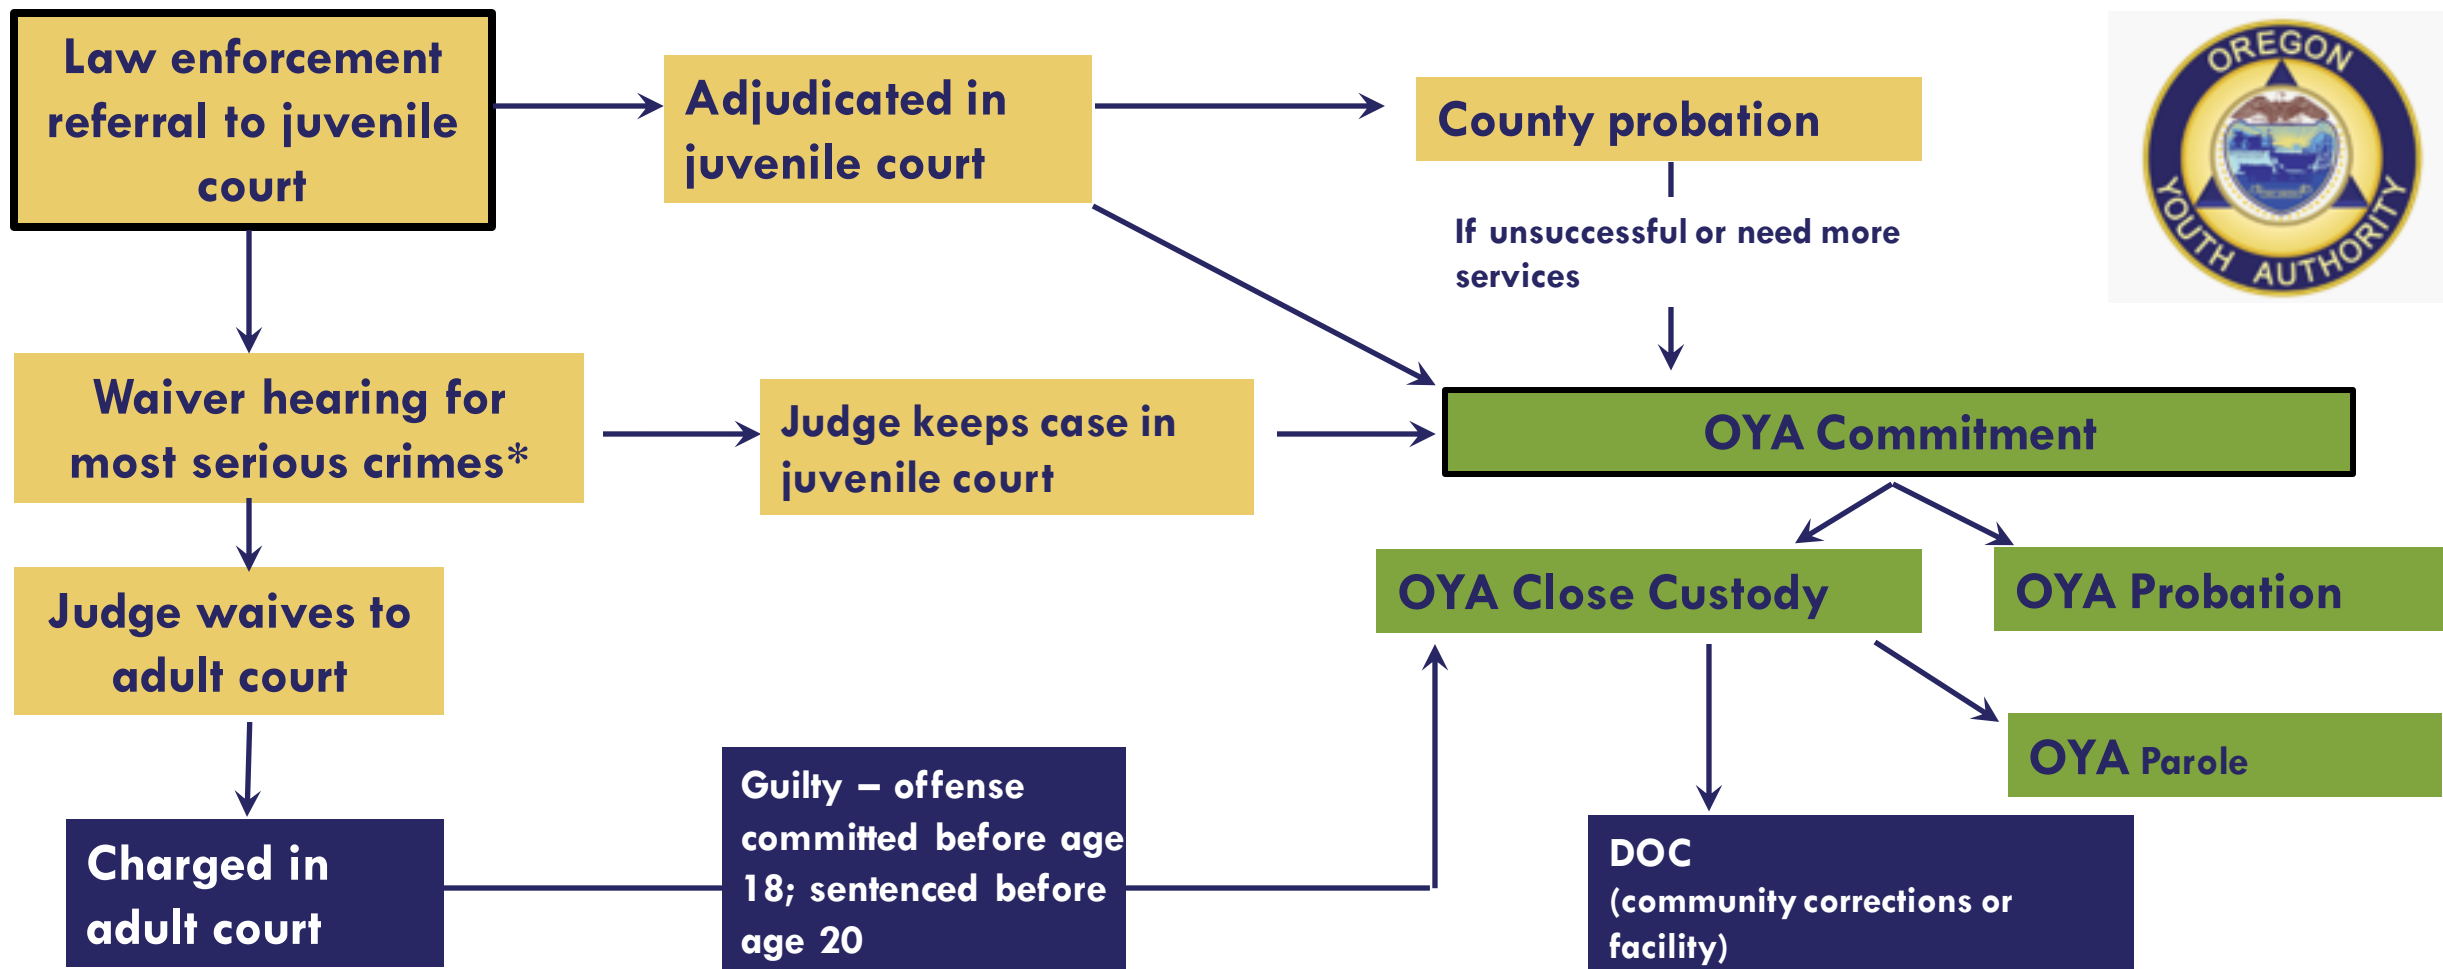 Law enforcement
referral to juvenile
court
Adjudicated in
juvenile court
County probation
OREGON
YOUTH AUTHORITY
If unsuccessful or need more
services
Waiver hearing for
most serious crimes*
Judge keeps case in
juvenile court
OYA Commitment
Judge waives to
adult court
OYA Close Custody
OYA Probation
OYA Parole
Charged in
adult court
Guilty – offense
committed before age
18; sentenced before
age 20
DOC
(community corrections or
facility)